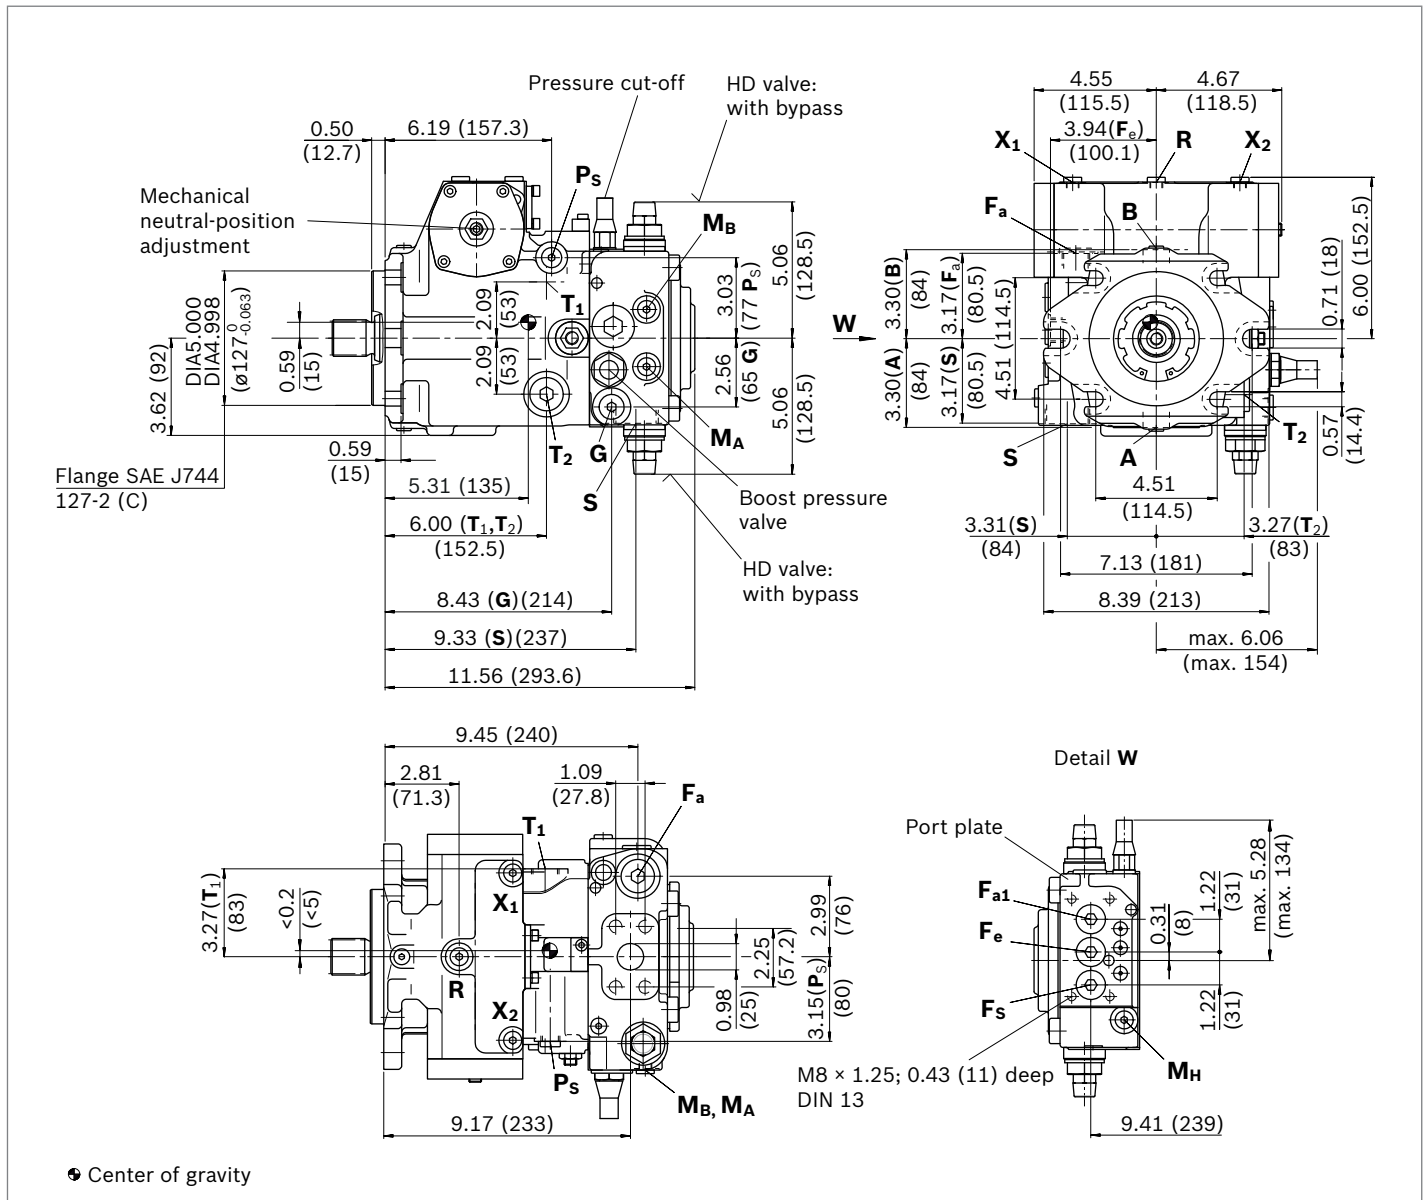 Pressure cut-off
HD valve:
with bypass
0.50
(12.7)
6.19 (157.3)
Mechanical
neutral-position
adjustment
PS
MB
T1
2.09
(53)
2.09
(53)
3.03
(77 PS)
5.06
(128.5)
2.56
(65 G)
5.06
(128.5)
DIA5.000
DIA4.998
(ø127 0 -0.063)
0.59
(15)
3.62 (92)
0.59
(15)
Flange SAE J744
127-2 (C)
T2
G
S
MA
Boost pressure
valve
HD valve:
with bypass
5.31 (135)
6.00 (T1,T2)
(152.5)
8.43 (G)(214)
9.33 (S)(237)
11.56 (293.6)
W
4.55
(115.5)
4.67
(118.5)
3.94(Fe)
(100.1)
X1
R
X2
Fa
B
3.30(B)
(84)
3.17(Fa)
(80.5)
3.30(A)
(84)
3.17(S)
(80.5)
4.51 (114.5)
0.71 (18)
6.00 (152.5)
T2
0.57
(14.4)
S
A
4.51
(114.5)
3.31(S)
(84)
3.27(T2)
(83)
7.13 (181)
8.39 (213)
max. 6.06
(max. 154)
9.45 (240)
2.81
(71.3)
1.09
(27.8)
Fa
T1
3.27(T1)
(83)
<0.2
(<5)
X1
R
X2
PS
2.99
(76)
2.25
(57.2)
0.98
(25)
3.15(PS)
(80)
MB, MA
9.17 (233)
Detail W
Port plate
Fa1
Fe
FS
0.31
(8)
1.22
(31)
1.22
(31)
max. 5.28
(max. 134)
M8 × 1.25; 0.43 (11) deep
DIN 13
MH
9.41 (239)
Center of gravity